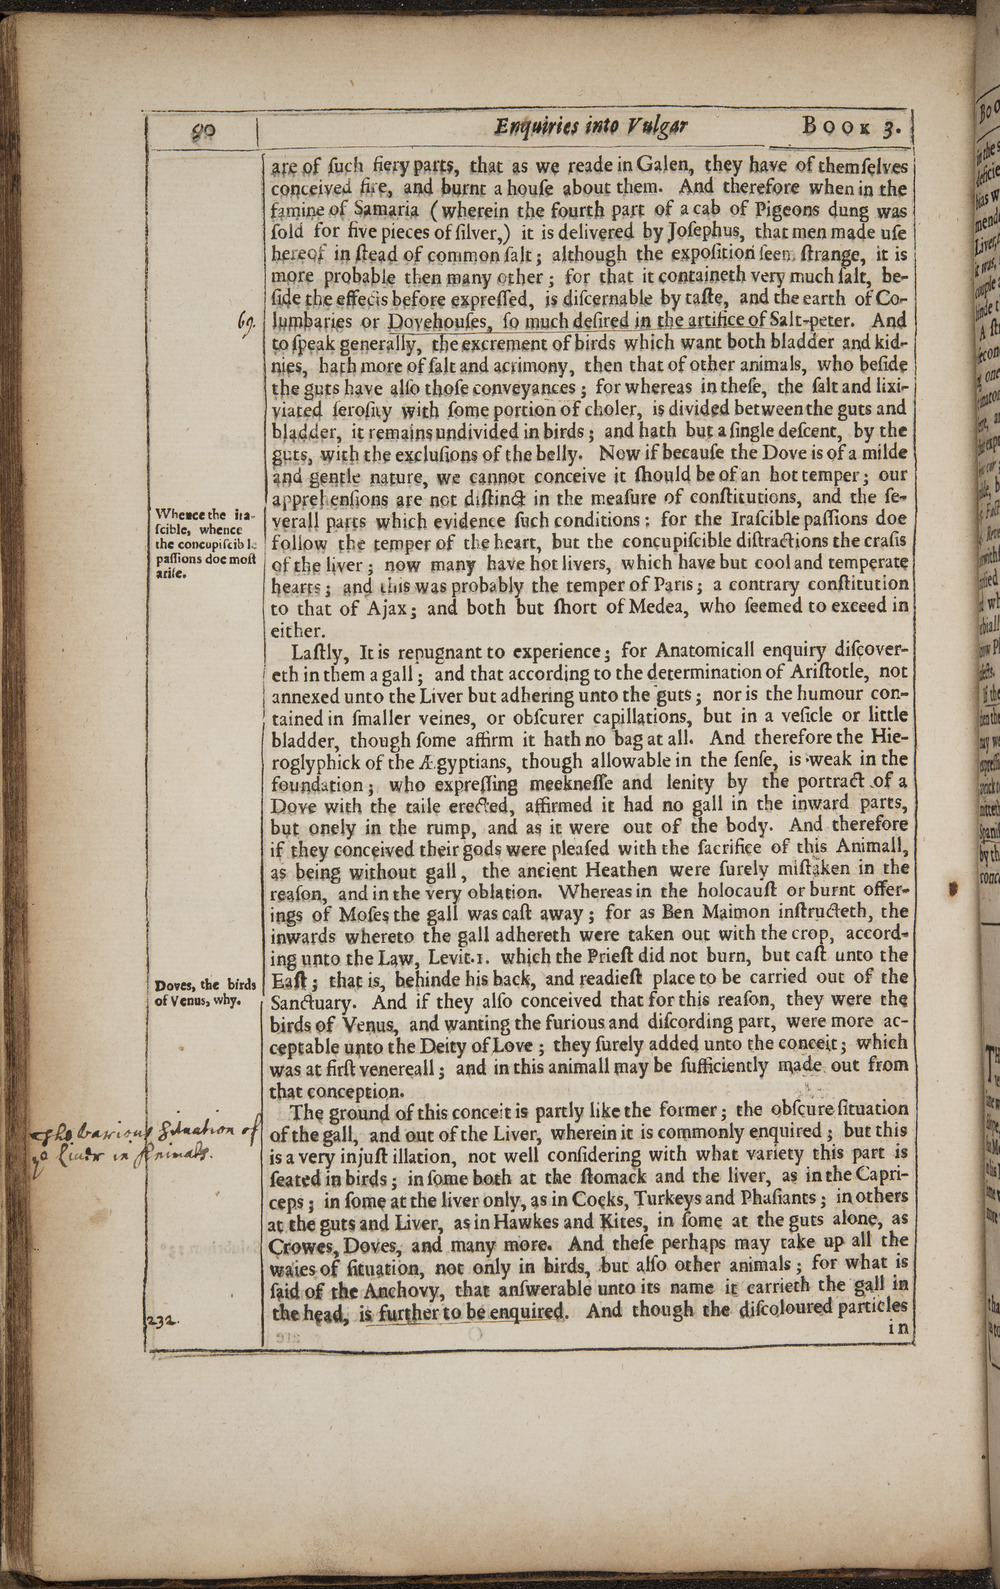 90
Enquiries into Vulgar
BOOK 3.
are of ſuch fiery parts, that as we reade in Galen, they have of themſelves
conceived fire, and burnt a houſe about them. And therefore when in the
famine of Samaria (wherein the fourth part of a cab of Pigeons dung was
ſold for five pieces of ſilver,) it is delivered by Joſephus, that men made uſe
hereof in ſtead of common ſalt; although the expoſition ſeem ſtrange, it is
more probable then many other; for that it containeth very much ſalt, be-
ſide the effects before expreſſed, is diſcernable by taſte, and the earth of Co-
69.
lumbaries or Dovehouſes, ſo much deſired in the artifice of Salt-peter. And
to ſpeak generally, the excrement of birds which want both bladder and kid-
nies, hath more of ſalt and acrimony, then that of other animals, who beſide
the guts have alſo thoſe conveyances; for whereas in theſe, the ſalt and lixi-
viated ſeroſity with ſome portion of choler, is divided between the guts and
bladder, it remains undivided in birds; and hath but a ſingle deſcent, by the
guts, with the excluſions of the belly. Now if becauſe the Dove is of a milde
and gentle nature, we cannot conceive it ſhould be of an hot temper; our
apprehenſions are not diſtinct in the meaſure of conſtitutions, and the ſe-
verall parts which evidence ſuch conditions: for the Iraſcible paſſions doe
follow the temper of the heart, but the concupiſcible diſtractions the craſis
of the liver; now many have hot livers, which have but cool and temperate
hearts; and this was probably the temper of Paris; a contrary conſtitution
to that of Ajax; and both but ſhort of Medea, who ſeemed to exceed in
either.
Whence the ira-
ſcible, whence
the concupiſcible
paſſions doe moſt
ariſe.
Laſtly, It is repugnant to experience; for Anatomicall enquiry diſcover-
eth in them a gall; and that according to the determination of Ariſtotle, not
annexed unto the Liver but adhering unto the guts; nor is the humour con-
tained in ſmaller veines, or obſcurer capillations, but in a veſicle or little
bladder, though ſome affirm it hath no bag at all. And therefore the Hie-
roglyphick of the Ægyptians, though allowable in the ſenſe, is weak in the
foundation; who expreſſing meekneſſe and lenity by the portract of a
Dove with the taile erected, affirmed it had no gall in the inward parts,
but onely in the rump, and as it were out of the body. And therefore
if they conceived their gods were pleaſed with the ſacrifice of this Animall,
as being without gall, the ancient Heathen were ſurely miſtaken in the
reaſon, and in the very oblation. Whereas in the holocauſt or burnt offer-
ings of Moſes the gall was caſt away; for as Ben Maimon inſtructeth, the
inwards whereto the gall adhereth were taken out with the crop, accord-
ing unto the Law, Levit. 1. which the Prieſt did not burn, but caſt unto the
Eaſt; that is, behinde his back, and readieſt place to be carried out of the
Sanctuary. And if they alſo conceived that for this reaſon, they were the
birds of Venus, and wanting the furious and diſcording part, were more ac-
ceptable unto the Deity of Love; they ſurely added unto the conceit; which
was at firſt venereall; and in this animall may be ſufficiently made out from
that conception.
Doves, the birds
of Venus, why.
The ground of this conceit is partly like the former; the obſcure ſituation
of the gall, and out of the Liver, wherein it is commonly enquired; but this
is a very injuſt illation, not well conſidering with what variety this part is
ſeated in birds; in ſome both at the ſtomack and the liver, as in the Capri-
ceps; in ſome at the liver only, as in Cocks, Turkeys and Phaſiants; in others
at the guts and Liver, as in Hawkes and Kites, in ſome at the guts alone, as
Crowes, Doves, and many more. And theſe perhaps may take up all the
waies of ſituation, not only in birds, but alſo other animals; for what is
ſaid of the Anchovy, that anſwerable unto its name it carrieth the gall in
the head, is further to be enquired. And though the diſcoloured particles
The various Situation of
ye Liver in Animals.
232.
in